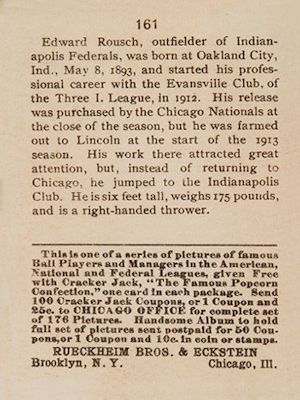 161
Edward Rousch, outfielder of Indian-
apolis Federals, was born at Oakland City,
Ind., May 8, 1893, and started his profes-
sional career with the Evansville Club, of
the Three I. League, in 1912. His release
was purchased by the Chicago Nationals at
the close of the season, but he was farmed
out to Lincoln at the start of the 1913
season. His work there attracted great
attention, but, instead of returning to
Chicago, he jumped to the Indianapolis
Club. He is six feet tall, weighs 175 pounds,
and is a right-handed thrower.
This is one of a series of pictures of famous
Ball Players and Managers in the American,
National and Federal Leagues, given Free
with Cracker Jack, "The Famous Popcorn
Confection," one card in each package. Send
100 Cracker Jack Coupons, or 1 Coupon and
25c. to CHICAGO OFFICE for complete set
of 176 Pictures. Handsome Album to hold
full set of pictures sent postpaid for 50 Cou-
pons, or 1 Coupon and 10c. in coin or stamps.
RUECKHEIM BROS. & ECKSTEIN
Brooklyn, N. Y. Chicago, Ill.